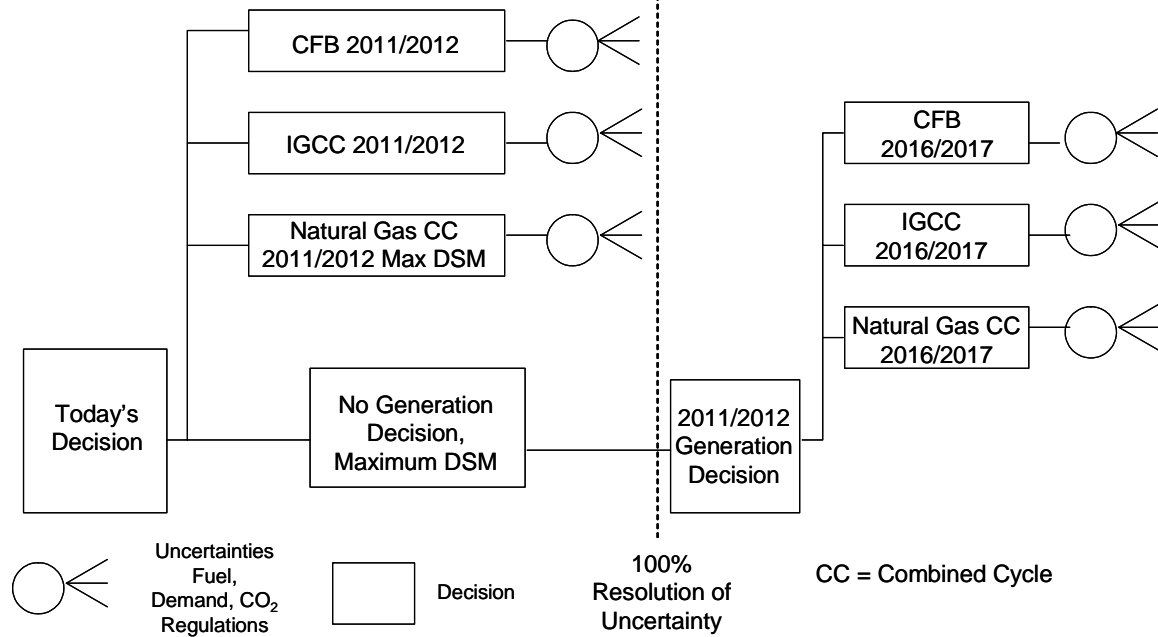 CFB 2011/2012
IGCC 2011/2012
Natural Gas CC
2011/2012 Max DSM
Today's
Decision
No Generation
Decision,
Maximum DSM
2011/2012
Generation
Decision
CFB
2016/2017
IGCC
2016/2017
Natural Gas CC
2016/2017
Uncertainties
Fuel,
Demand, CO₂
Regulations
Decision
100%
Resolution of
Uncertainty
CC = Combined Cycle